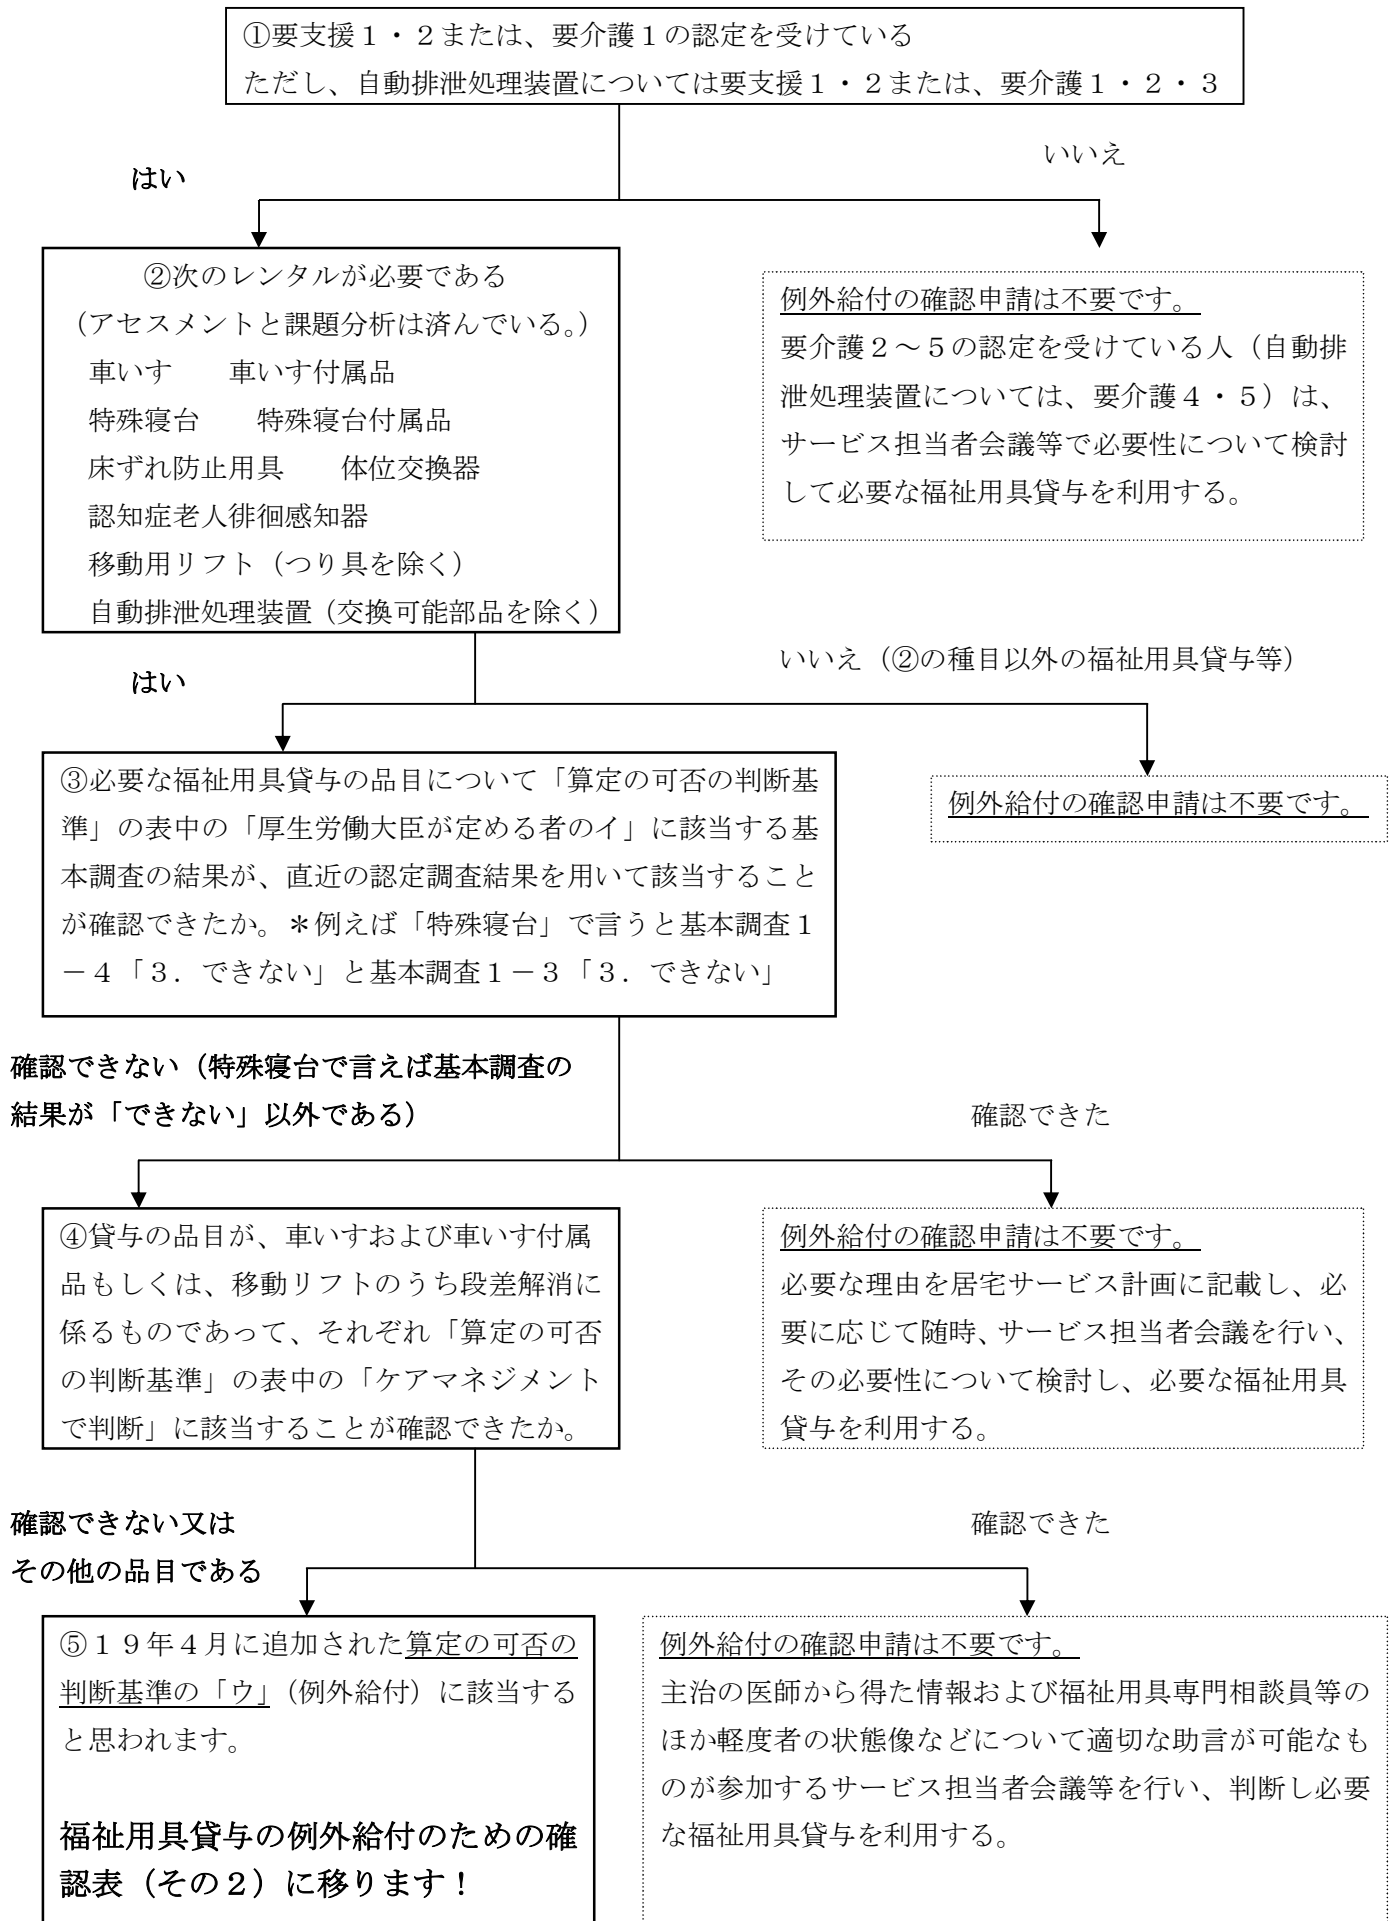 ①要支援１・２または、要介護１の認定を受けている
ただし、自動排泄処理装置については要支援１・２または、要介護１・２・３
はい
いいえ
②次のレンタルが必要である
（アセスメントと課題分析は済んでいる。）
車いす　　車いす付属品
特殊寝台　　特殊寝台付属品
床ずれ防止用具　　体位交換器
認知症老人徘徊感知器
移動用リフト（つり具を除く）
自動排泄処理装置（交換可能部品を除く）
例外給付の確認申請は不要です。
要介護２～５の認定を受けている人（自動排
泄処理装置については、要介護４・５）は、
サービス担当者会議等で必要性について検討
して必要な福祉用具貸与を利用する。
はい
いいえ（②の種目以外の福祉用具貸与等）
③必要な福祉用具貸与の品目について「算定の可否の判断基
準」の表中の「厚生労働大臣が定める者のイ」に該当する基
本調査の結果が、直近の認定調査結果を用いて該当すること
が確認できたか。＊例えば「特殊寝台」で言うと基本調査１
－４「３．できない」と基本調査１－３「３．できない」
例外給付の確認申請は不要です。
確認できない（特殊寝台で言えば基本調査の
結果が「できない」以外である）
確認できた
④貸与の品目が、車いすおよび車いす付属
品もしくは、移動リフトのうち段差解消に
係るものであって、それぞれ「算定の可否
の判断基準」の表中の「ケアマネジメント
で判断」に該当することが確認できたか。
例外給付の確認申請は不要です。
必要な理由を居宅サービス計画に記載し、必
要に応じて随時、サービス担当者会議を行い、
その必要性について検討し、必要な福祉用具
貸与を利用する。
確認できない又は
その他の品目である
確認できた
⑤１９年４月に追加された算定の可否の
判断基準の「ウ」（例外給付）に該当する
と思われます。
福祉用具貸与の例外給付のための確
認表（その２）に移ります！
例外給付の確認申請は不要です。
主治の医師から得た情報および福祉用具専門相談員等の
ほか軽度者の状態像などについて適切な助言が可能なも
のが参加するサービス担当者会議等を行い、判断し必要
な福祉用具貸与を利用する。